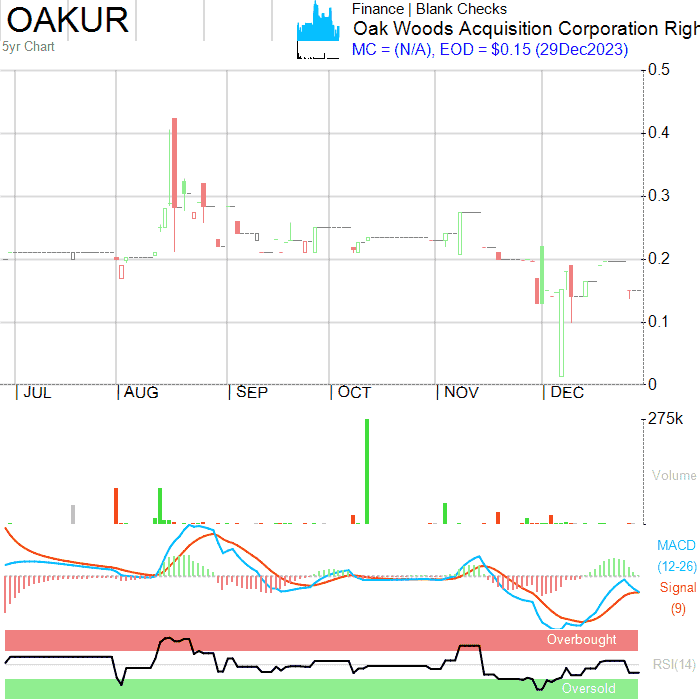 OAKUR
5yr Chart
Finance | Blank Checks
Oak Woods Acquisition Corporation Righ
MC = (N/A), EOD = $0.15 (29Dec2023)
0.5
0.4
0.3
0.2
0.1
0
JUL AUG SEP OCT NOV DEC
275k
Volume
MACD
(12-26)
Signal
(9)
Overbought
RSI(14)
Oversold